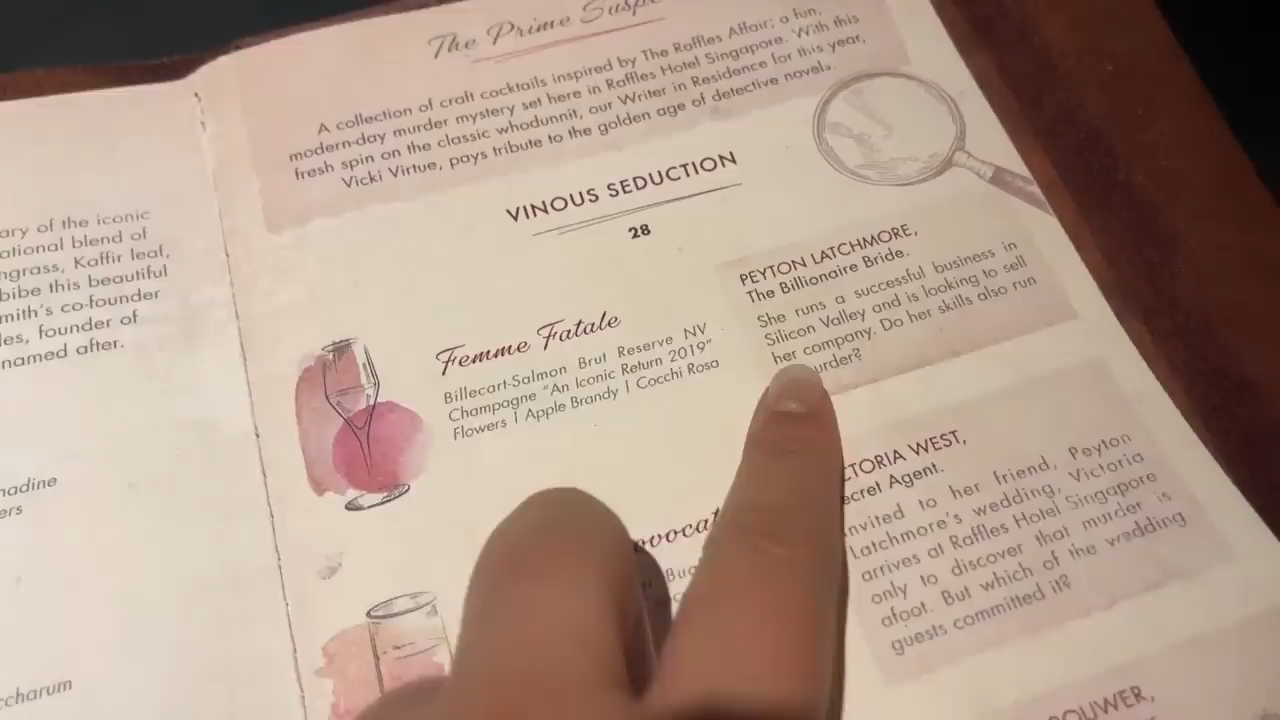 ary of the iconic
ational blend of
ngrass, Kaffir leaf,
bibe this beautiful
mith's co-founder
les, founder of
named after.
nadine
ers
ccharum
The Prime Suspe
A collection of craft cocktails inspired by The Raffles Affair; a fun,
modern-day murder mystery set here in Raffles Hotel Singapore. With this
fresh spin on the classic whodunnit, our Writer in Residence for this year,
Vicki Virtue, pays tribute to the golden age of detective novels.
VINOUS SEDUCTION
28
Femme Fatale
Billecart-Salmon Brut Reserve NV
Champagne "An Iconic Return 2019"
Flowers | Apple Brandy | Cocchi Rosa
ovocat
Bug
PEYTON LATCHMORE,
The Billionaire Bride.
She runs a successful business in
Silicon Valley and is looking to sell
her company. Do her skills also run
urder?
CTORIA WEST,
ecret Agent.
Invited to her friend, Peyton
Latchmore's wedding, Victoria
arrives at Raffles Hotel Singapore
only to discover that murder is
afoot. But which of the wedding
guests committed it?
ROUWER,